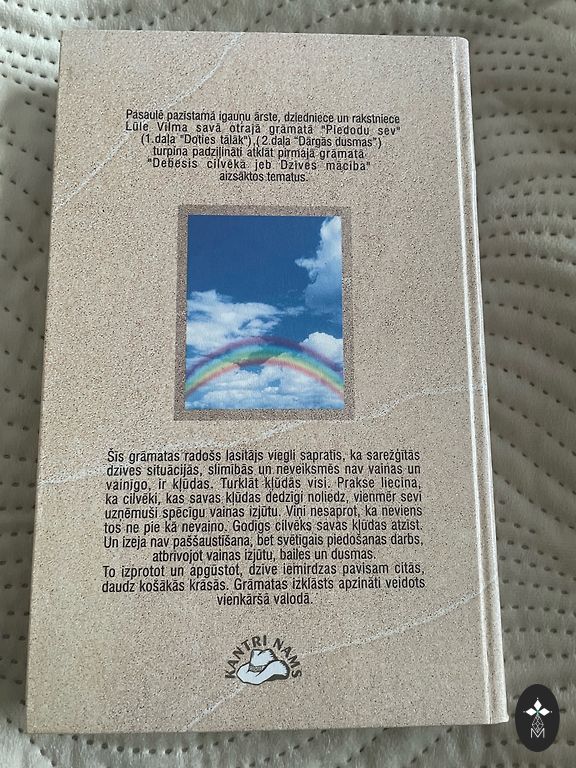 Pasaulē pazīstamā igauņu ārste, dziedniece un rakstniece
Lūle Vīlma savā otrajā grāmatā "Piedodu sev"
(1.daļa "Doties tālāk"),(2.daļa "Dārgās dusmas")
turpina padziļināti atklāt pirmajā grāmatā
"Debesis cilvēkā jeb Dzīves mācība"
aizsāktos tematus.
Šīs grāmatas radošs lasītājs viegli sapratīs, ka sarežģītās
dzīves situācijās, slimībās un neveiksmēs nav vainas un
vainīgo, ir kļūdas. Turklāt kļūdās visi. Prakse liecina,
ka cilvēki, kas savas kļūdas dedzīgi noliedz, vienmēr sevī
uzņēmuši spēcīgu vainas izjūtu. Viņi nesaprot, ka neviens
tos ne pie kā nevaino. Godīgs cilvēks savas kļūdas atzīst.
Un izeja nav paššaustīšana, bet svētīgais piedošanas darbs,
atbrīvojot vainas izjūtu, bailes un dusmas.
To izprotot un apgūstot, dzīve iemirdzas pavisam citās,
daudz košākās krāsās. Grāmatas izklāsts apzināti veidots
vienkāršā valodā.
KANTRI NAMS
M